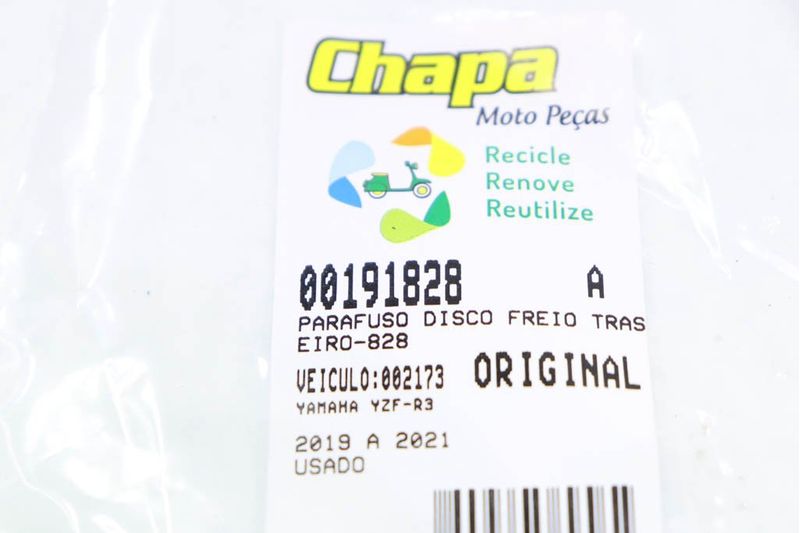 Chapa
Moto Peças
Recicle
Renove
Reutilize
00191828 A
PARAFUSO DISCO FREIO TRAS
EIRO-828
VEICULO:002173 ORIGINAL
YAMAHA YZF-R3
2019 A 2021
USADO